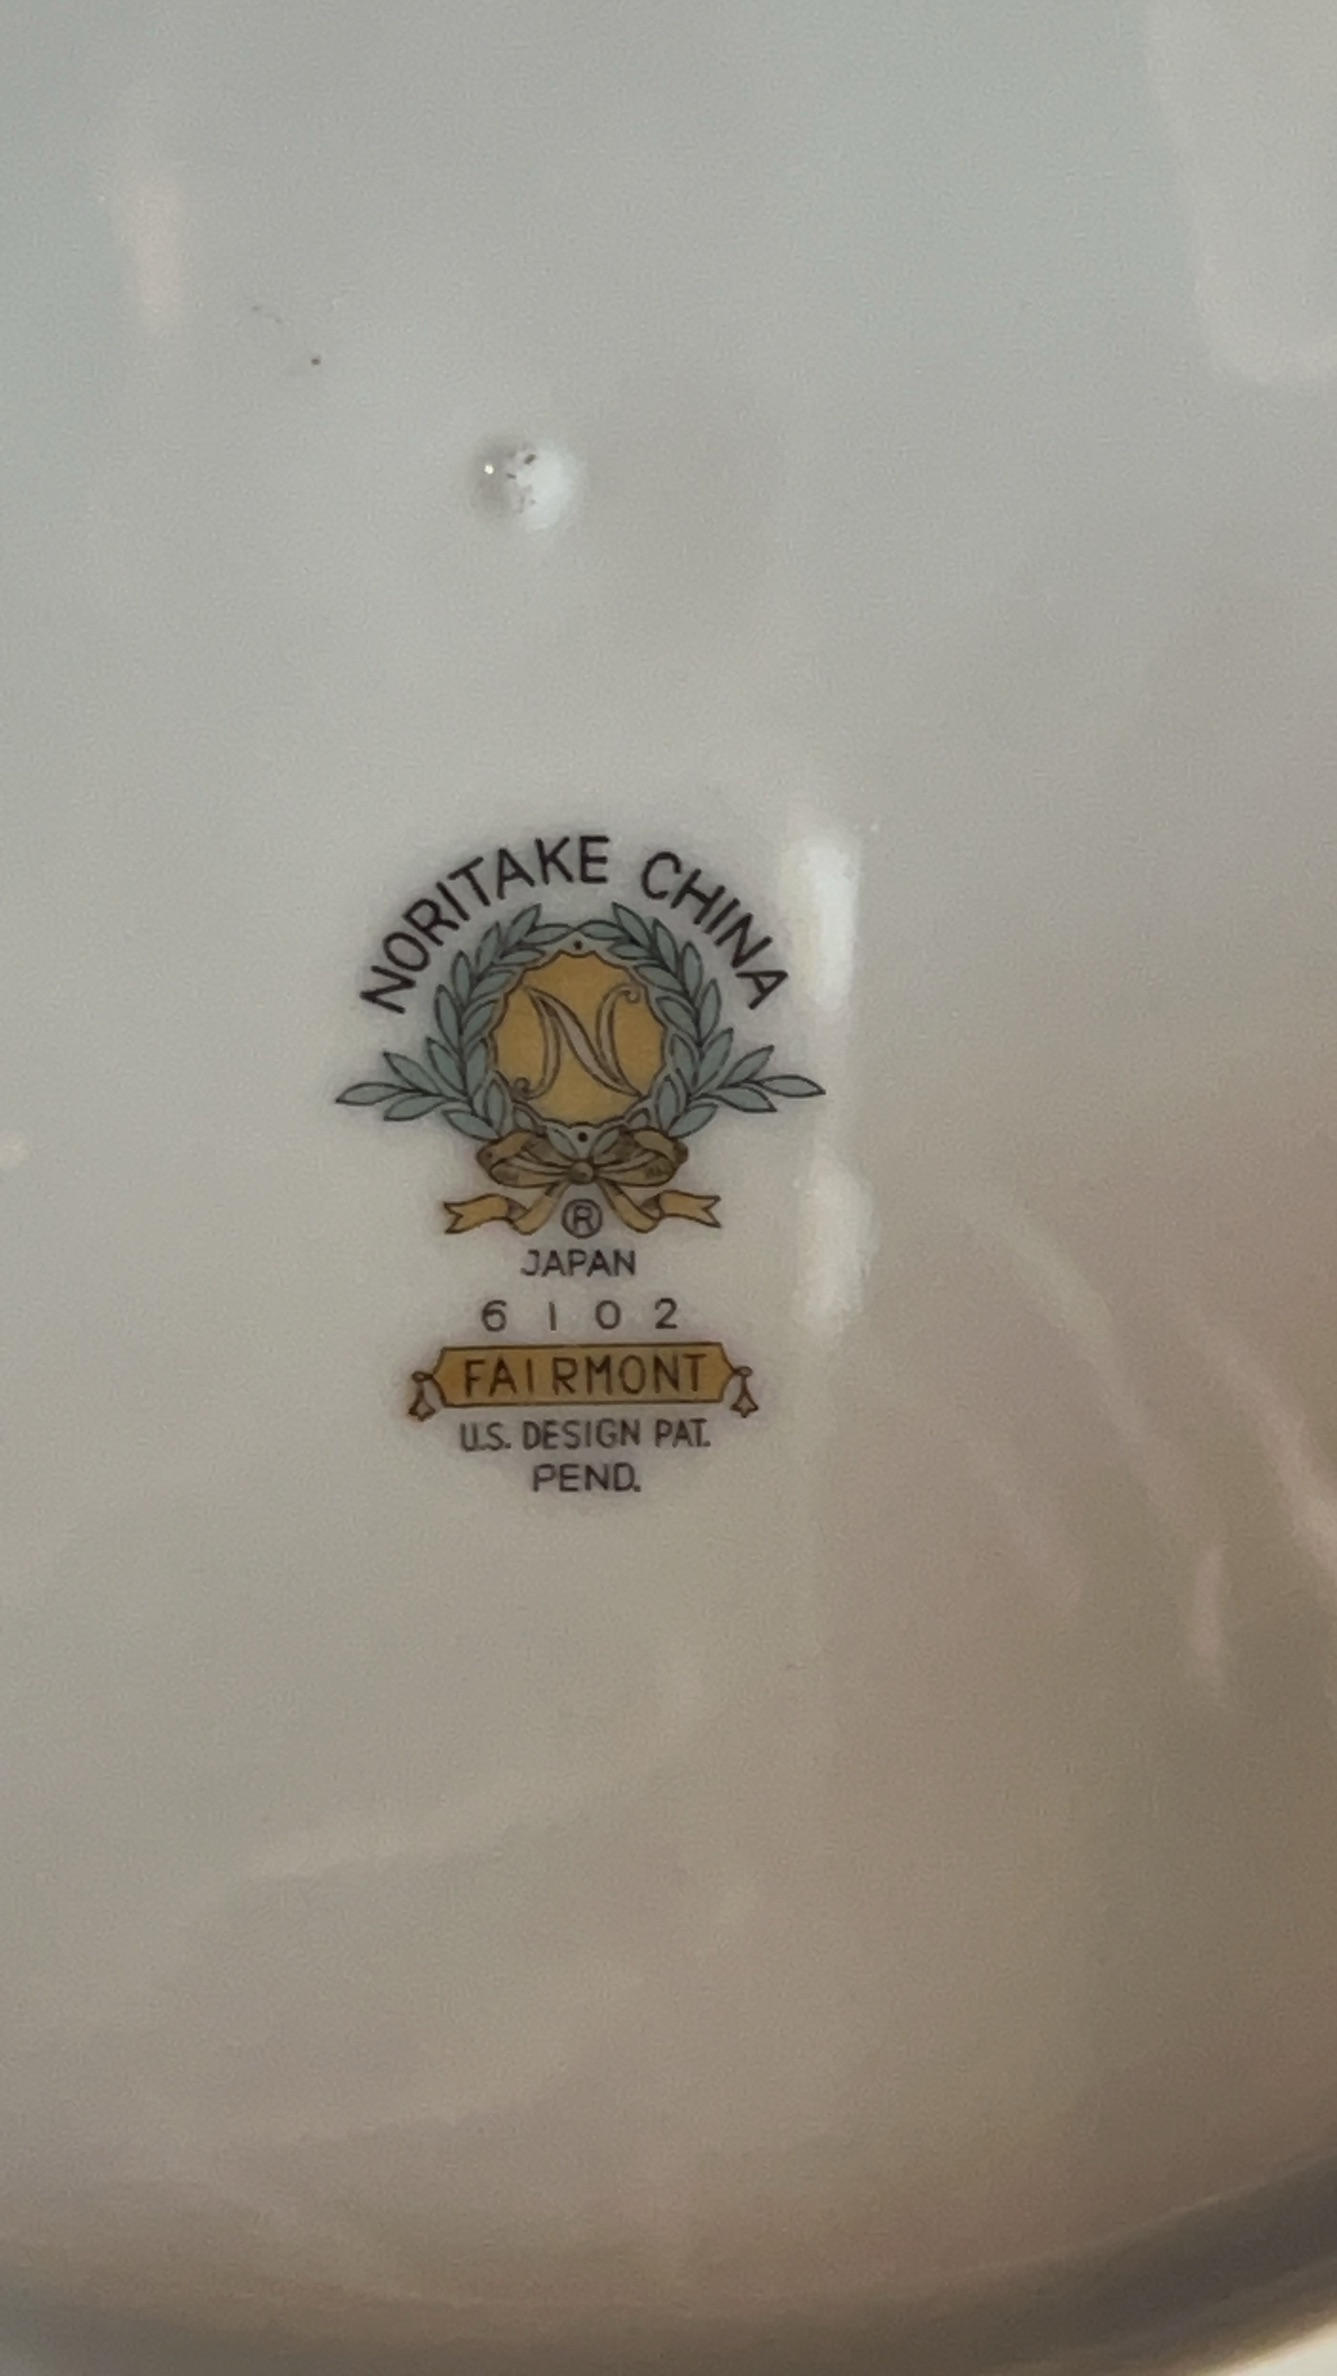 NORITAKE CHINA
N
®
JAPAN
6102
FAIRMONT
U.S. DESIGN PAT.
PEND.